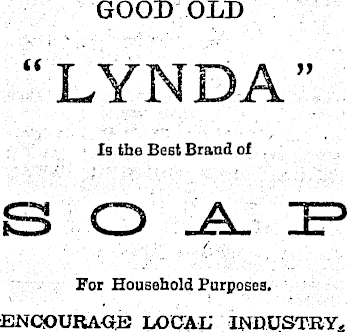 GOOD OLD
"LYNDA"
Is the Best Brand of
SOAP
For Household Purposes.
ENCOURAGE LOCAL INDUSTRY.